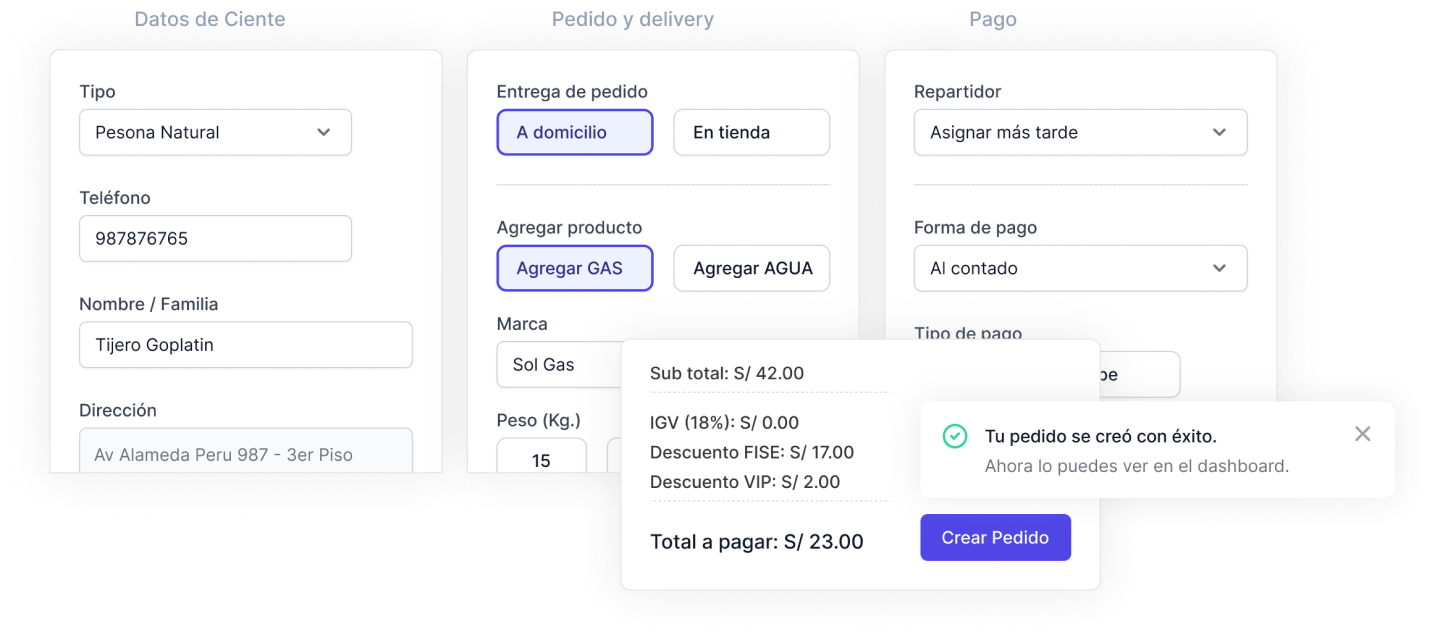 Datos de Ciente
Tipo
Pesona Natural
Teléfono
987876765
Nombre / Familia
Tijero Goplatin
Dirección
Av Alameda Peru 987 - 3er Piso
Pedido y delivery
Entrega de pedido
A domicilio
En tienda
Agregar producto
Agregar GAS
Agregar AGUA
Marca
Sol Gas
Peso (Kg.)
15
Pago
Repartidor
Asignar más tarde
Forma de pago
Al contado
Tipo de pago
Sub total: S/ 42.00
IGV (18%): S/ 0.00
Descuento FISE: S/ 17.00
Descuento VIP: S/ 2.00
Total a pagar: S/ 23.00
Tu pedido se creó con éxito.
Ahora lo puedes ver en el dashboard.
Crear Pedido